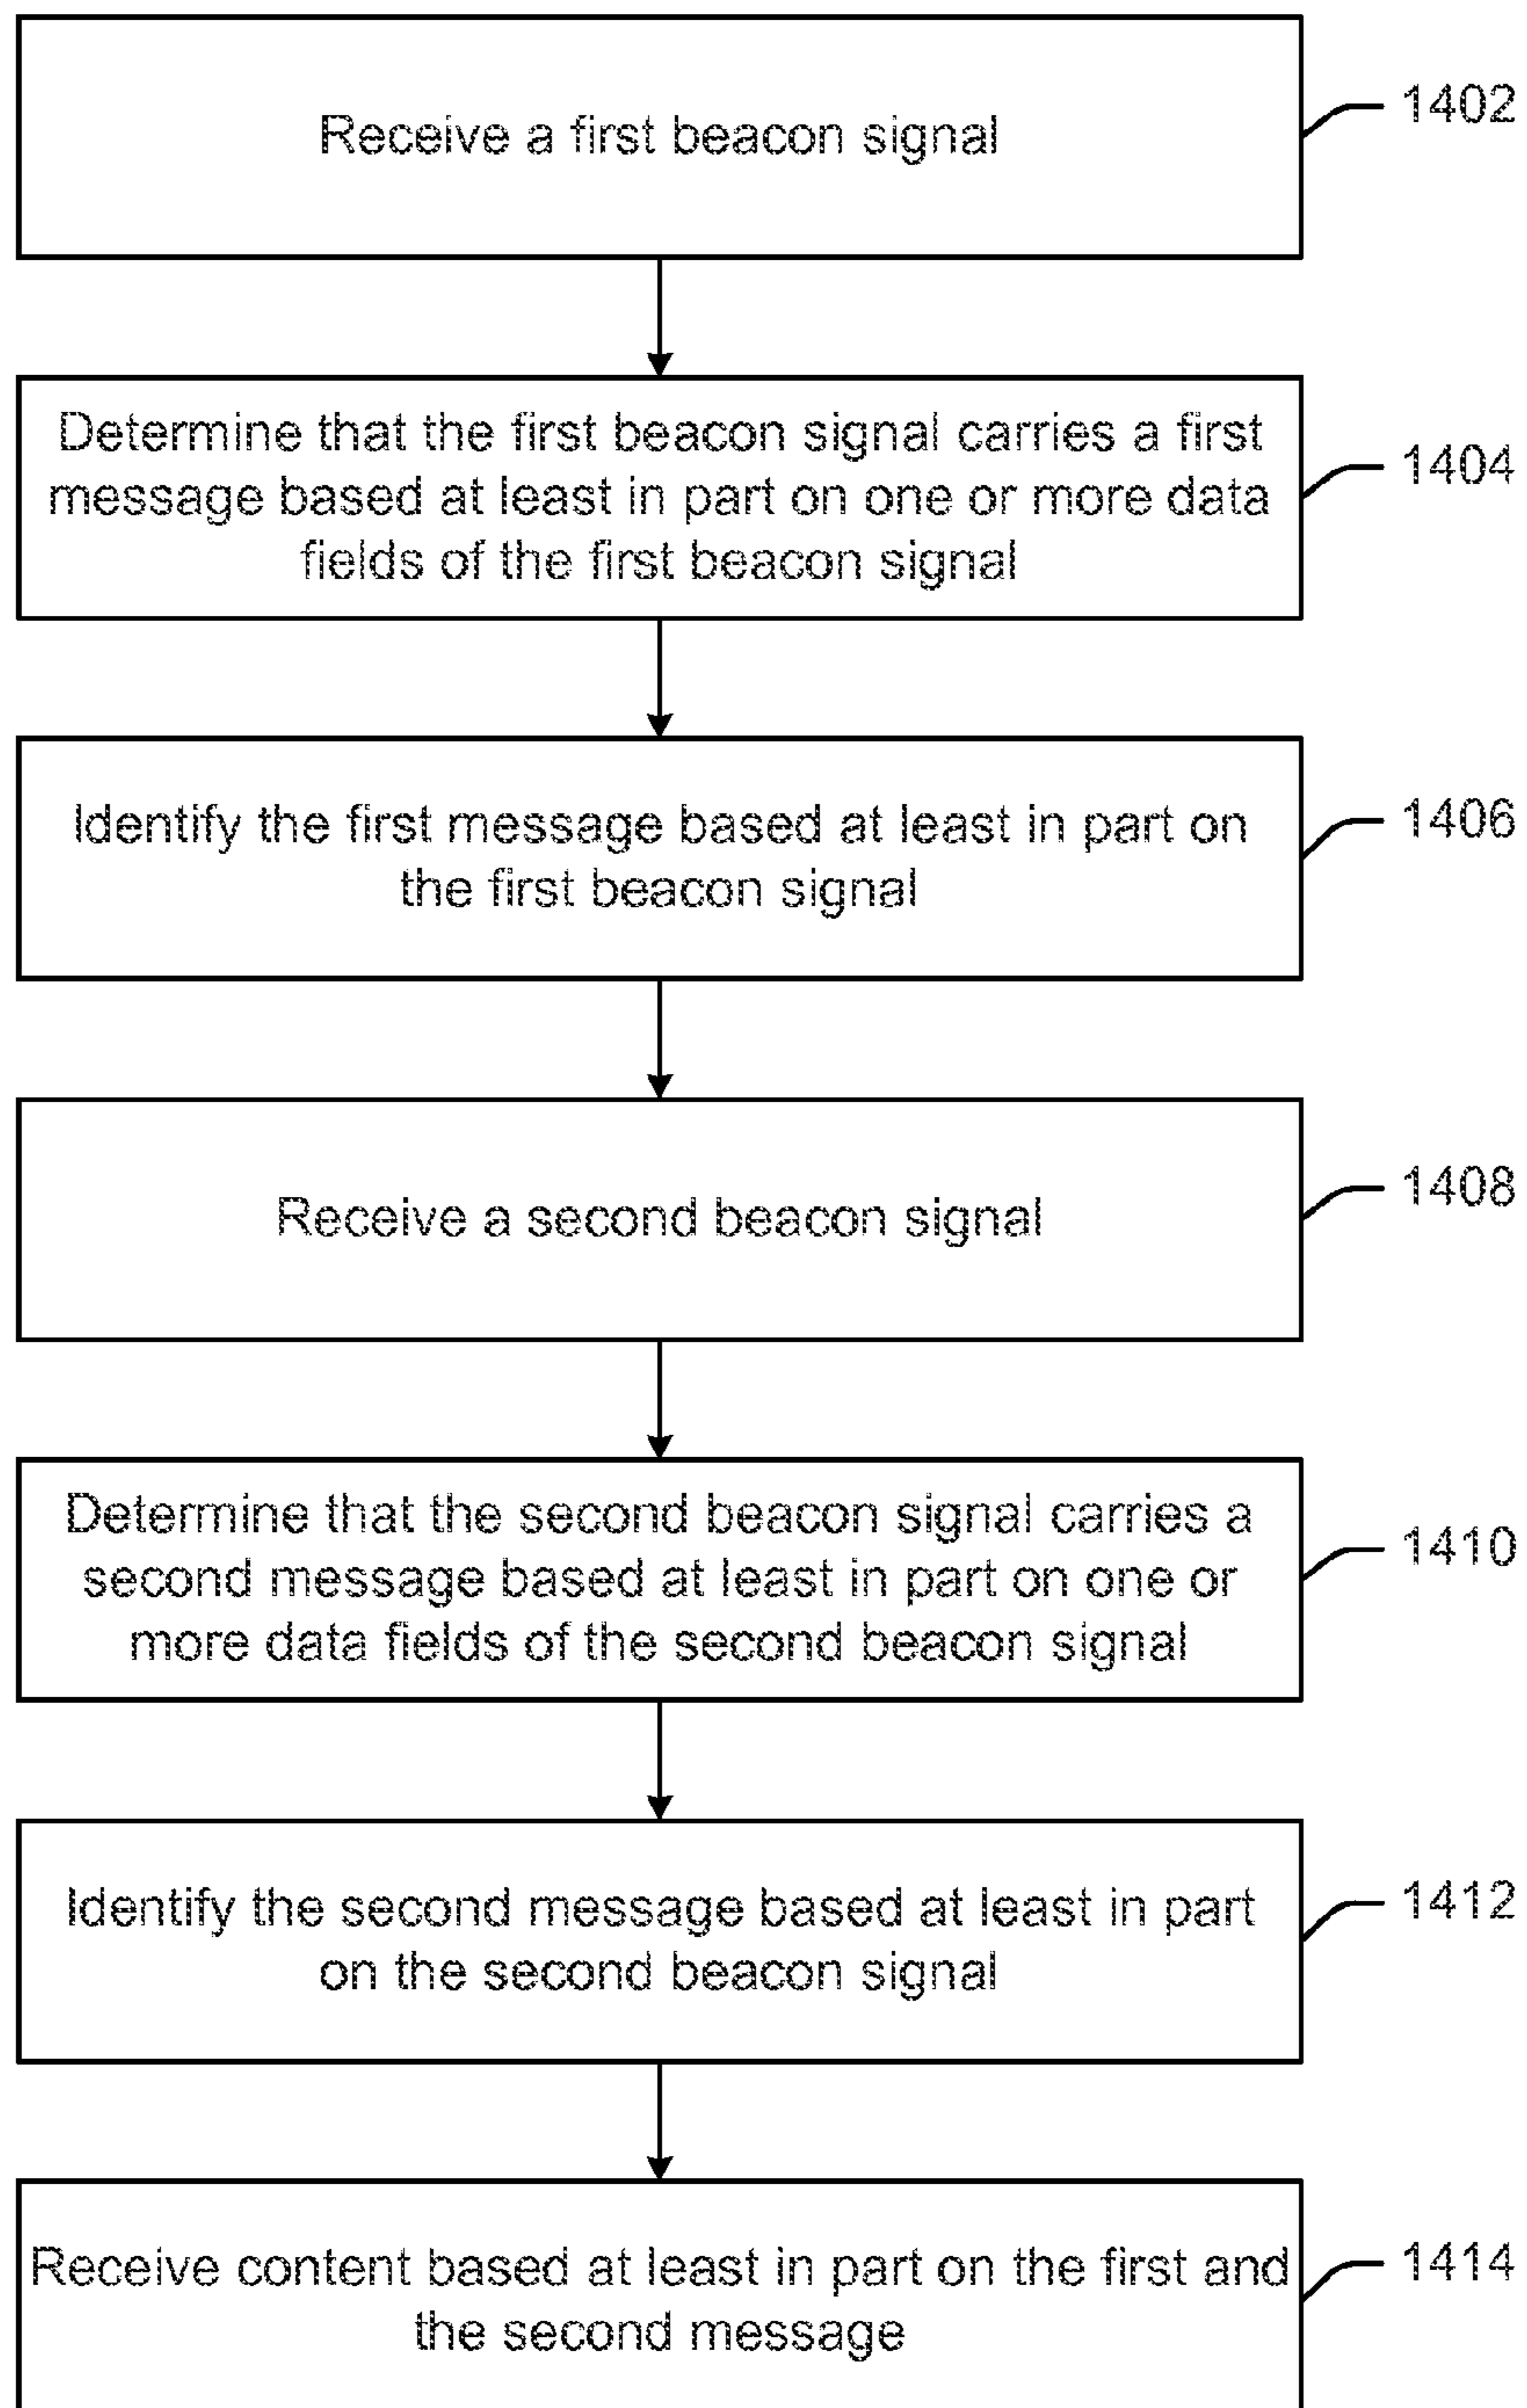 Receive a first beacon signal
1402
Determine that the first beacon signal carries a first
message based at least in part on one or more data
fields of the first beacon signal
1404
Identify the first message based at least in part on
the first beacon signal
1406
Receive a second beacon signal
1408
Determine that the second beacon signal carries a
second message based at least in part on one or
more data fields of the second beacon signal
1410
Identify the second message based at least in part
on the second beacon signal
1412
Receive content based at least in part on the first and
the second message
1414